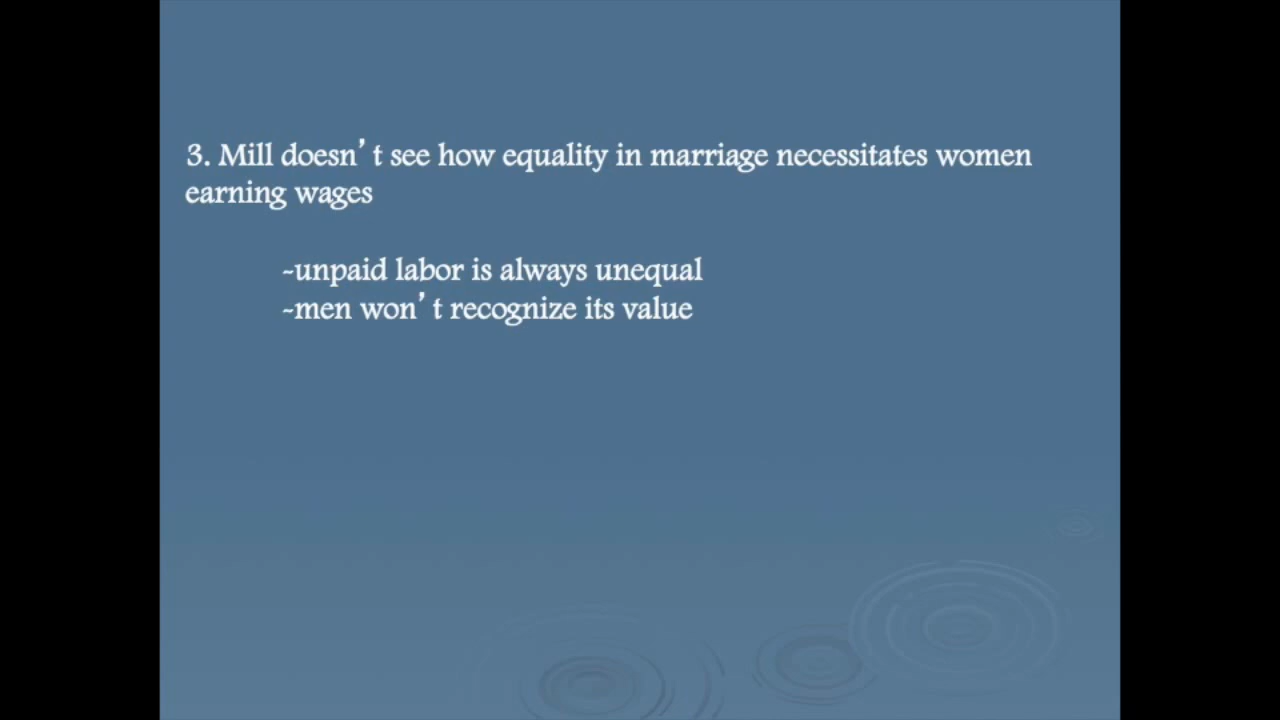 3. Mill doesn’t see how equality in marriage necessitates women
earning wages
-unpaid labor is always unequal
-men won’t recognize its value